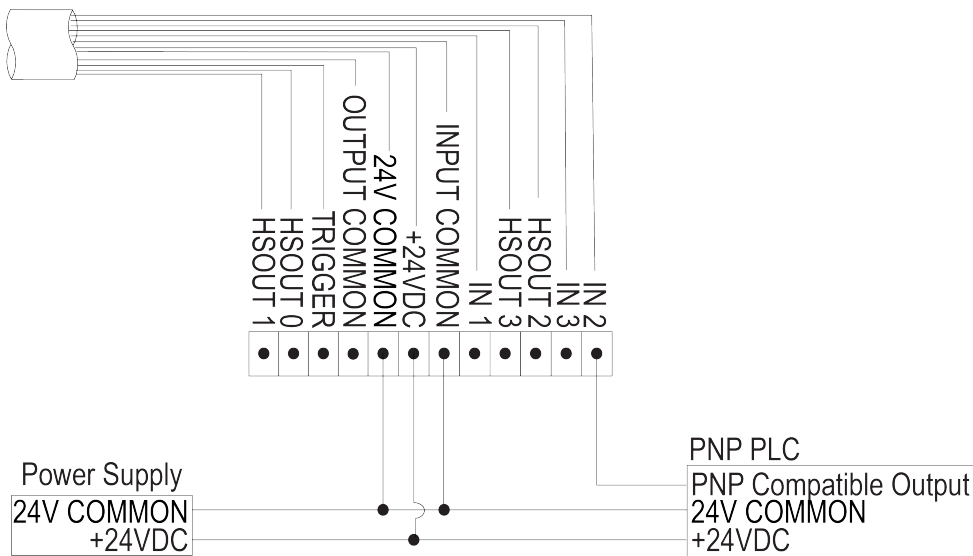 HSOUT 1
HSOUT 0
TRIGGER
OUTPUT COMMON
24V COMMON
+24VDC
INPUT COMMON
IN 1
HSOUT 3
HSOUT 2
IN 3
IN 2
Power Supply
24V COMMON
+24VDC
PNP PLC
PNP Compatible Output
24V COMMON
+24VDC